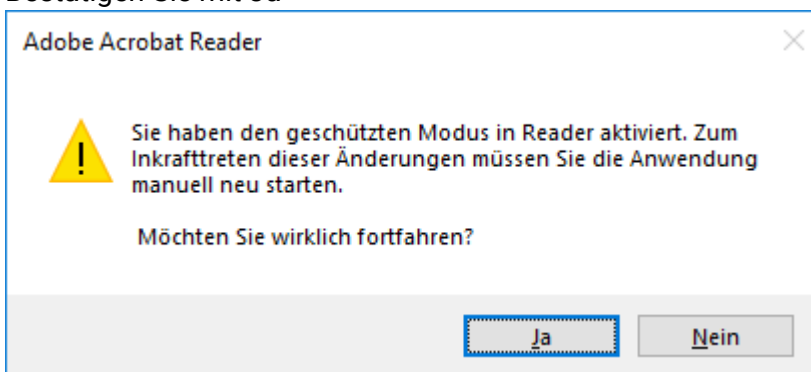 Bestätigen Sie mit Ja
Adobe Acrobat Reader
Sie haben den geschützten Modus in Reader aktiviert. Zum
Inkrafttreten dieser Änderungen müssen Sie die Anwendung
manuell neu starten.
Möchten Sie wirklich fortfahren?
Ja
Nein